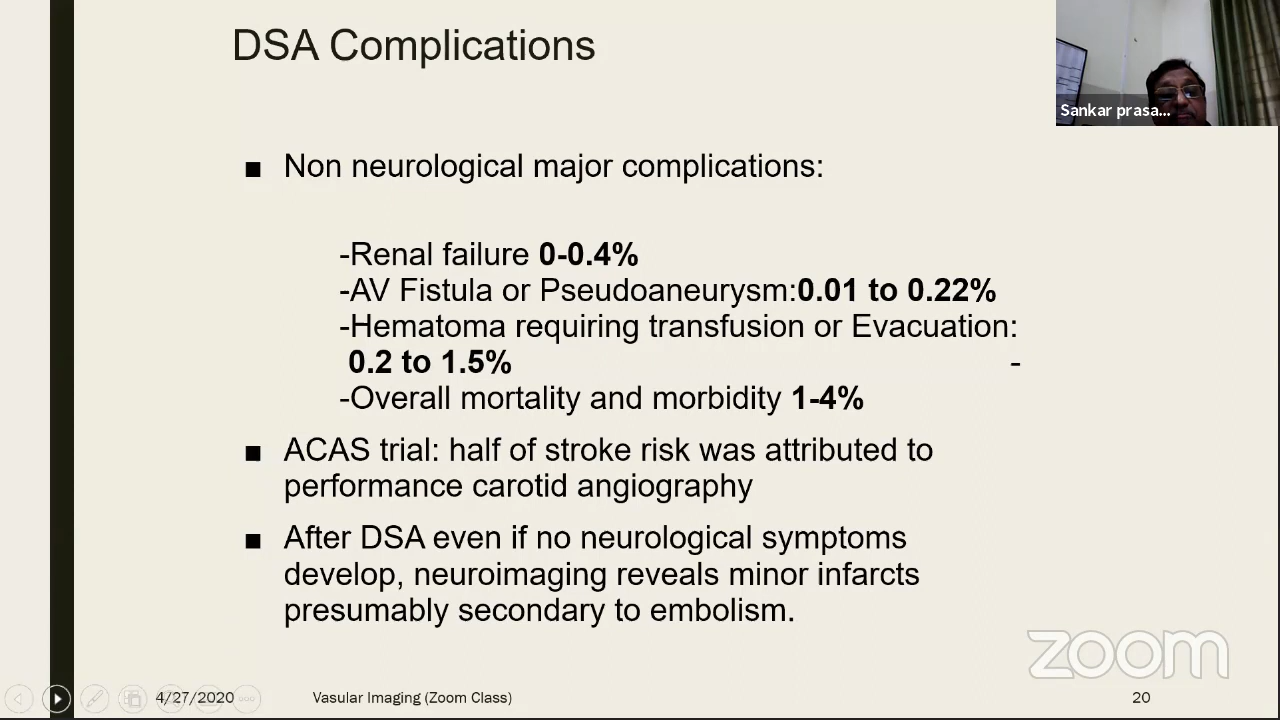 DSA Complications
Sankar prasa...
■ Non neurological major complications:
-Renal failure 0-0.4%
-AV Fistula or Pseudoaneurysm:0.01 to 0.22%
-Hematoma requiring transfusion or Evacuation:
0.2 to 1.5% -
-Overall mortality and morbidity 1-4%
■ ACAS trial: half of stroke risk was attributed to
performance carotid angiography
■ After DSA even if no neurological symptoms
develop, neuroimaging reveals minor infarcts
presumably secondary to embolism.
zoom
4/27/2020 Vasular Imaging (Zoom Class) 20